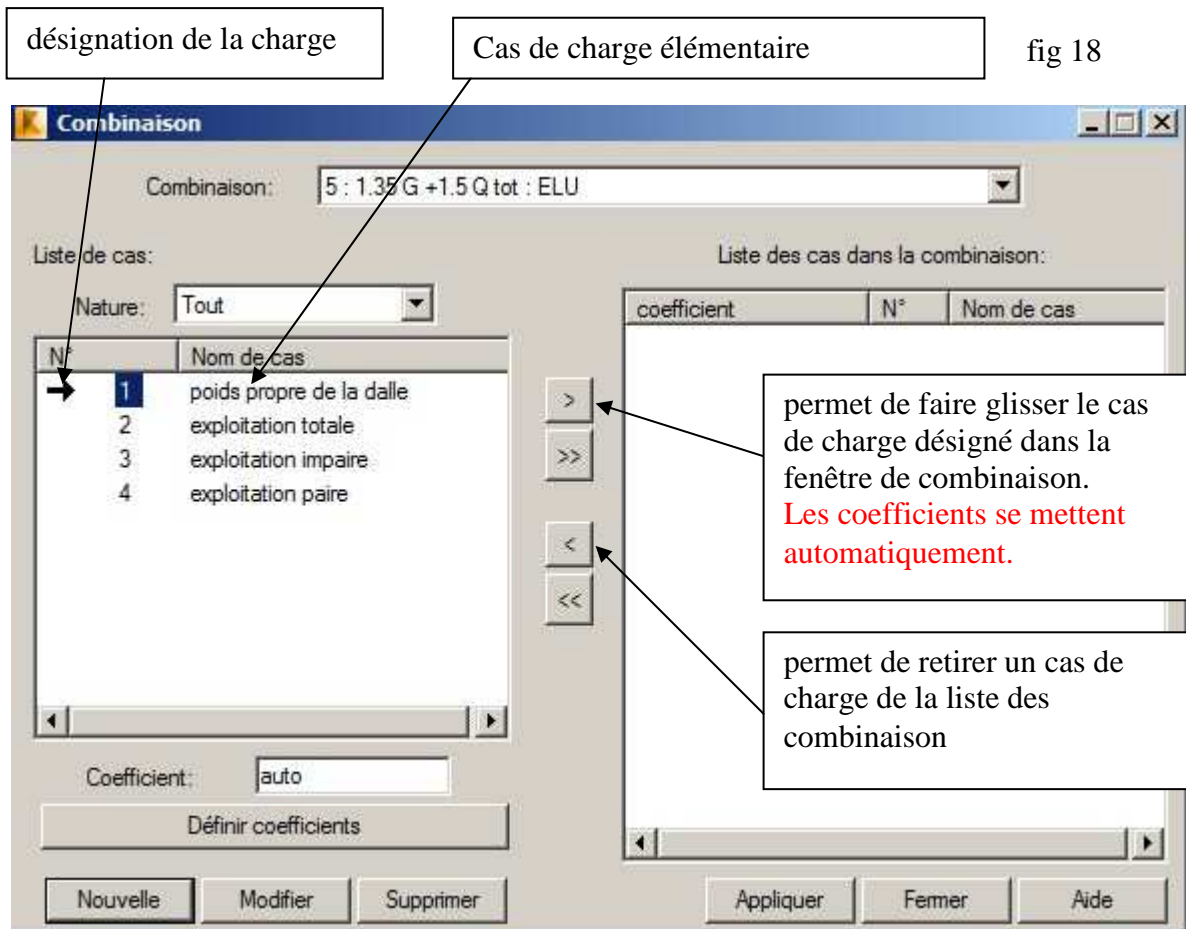 désignation de la charge
Cas de charge élémentaire
fig 18
Combinaison
Combinaison:
5 : 1.35 G +1.5 Q tot : ELU
Liste de cas:
Nature:
Tout
N°
Nom de cas
1 poids propre de la dalle
2 exploitation totale
3 exploitation impaire
4 exploitation paire
Coefficient:
auto
Définir coefficients
Nouvelle
Modifier
Supprimer
>
>>
<
<<
Liste des cas dans la combinaison:
coefficient
N°
Nom de cas
permet de faire glisser le cas
de charge désigné dans la
fenêtre de combinaison.
Les coefficients se mettent
automatiquement.
permet de retirer un cas de
charge de la liste des
combinaison
Appliquer
Fermer
Aide